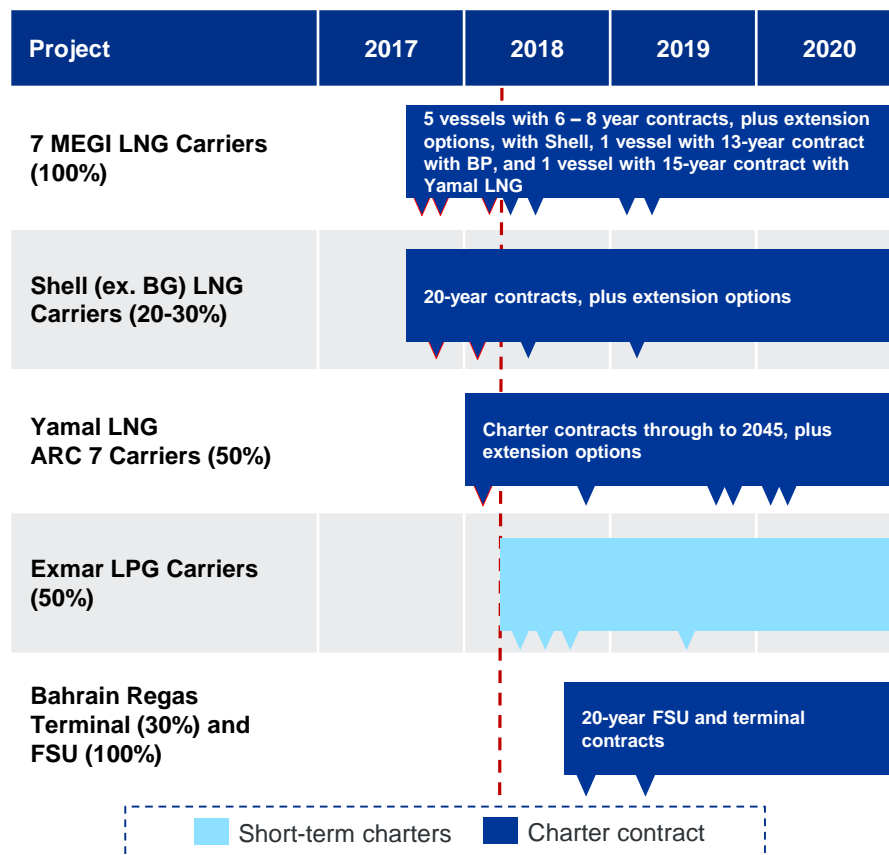 Project 2017 2018 2019 2020
7 MEGI LNG Carriers
(100%)
5 vessels with 6 – 8 year contracts, plus extension
options, with Shell, 1 vessel with 13-year contract
with BP, and 1 vessel with 15-year contract with
Yamal LNG
Shell (ex. BG) LNG
Carriers (20-30%)
20-year contracts, plus extension options
Yamal LNG
ARC 7 Carriers (50%)
Charter contracts through to 2045, plus
extension options
Exmar LPG Carriers
(50%)
Bahrain Regas
Terminal (30%) and
FSU (100%)
20-year FSU and terminal
contracts
Short-term charters Charter contract